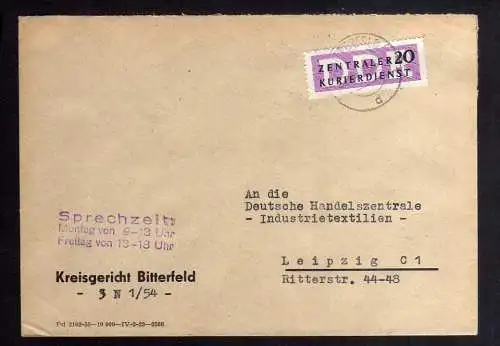 ZENTRALER 20
KURIERDIENST
d
An die
Deutsche Handelszentrale
- Industrietextilien -
Leipzig C1
Ritterstr. 44-48
Sprechzeit:
Montag von 9-13 Uhr
Freitag von 13-18 Uhr
Kreisgericht Bitterfeld
- 3 N 1/54 -